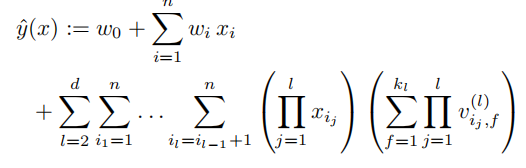 $\hat{y}(x) := w_0 + \sum_{i=1}^{n} w_i \, x_i$
$+ \sum_{l=2}^{d} \sum_{i_1=1}^{n} \cdots \sum_{i_l=i_{l-1}+1}^{n} \left( \prod_{j=1}^{l} x_{i_j} \right) \left( \sum_{f=1}^{k_l} \prod_{j=1}^{l} v^{(l)}_{i_j,f} \right)$